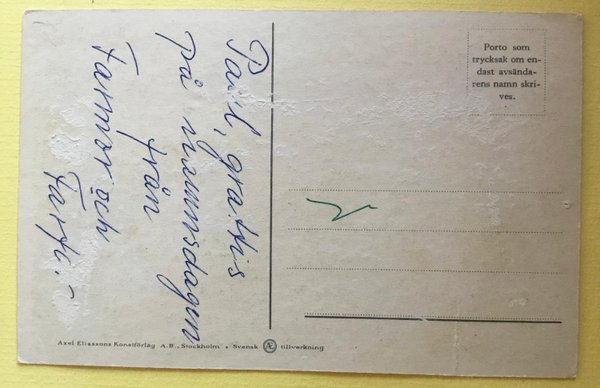 Paul, grattis
på namnsdagen
från
Farmor och
Farfa.-
Porto som
trycksak om en-
dast avsända-
rens namn skri-
ves.
Axel Eliassons Konstförlag A.B., Stockholm • Svensk Æ tillverkning